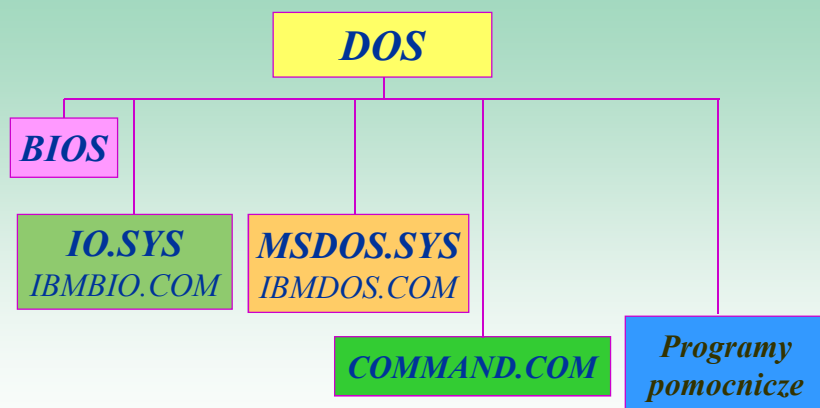 DOS
BIOS
IO.SYS
IBMBIO.COM
MSDOS.SYS
IBMDOS.COM
COMMAND.COM
Programy
pomocnicze